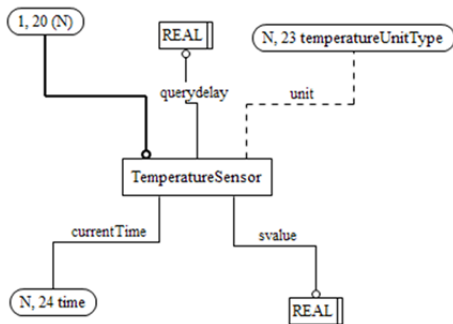 1, 20 (N)
REAL
N, 23 temperatureUnitType
querydelay
unit
TemperatureSensor
currentTime
svalue
N, 24 time
REAL